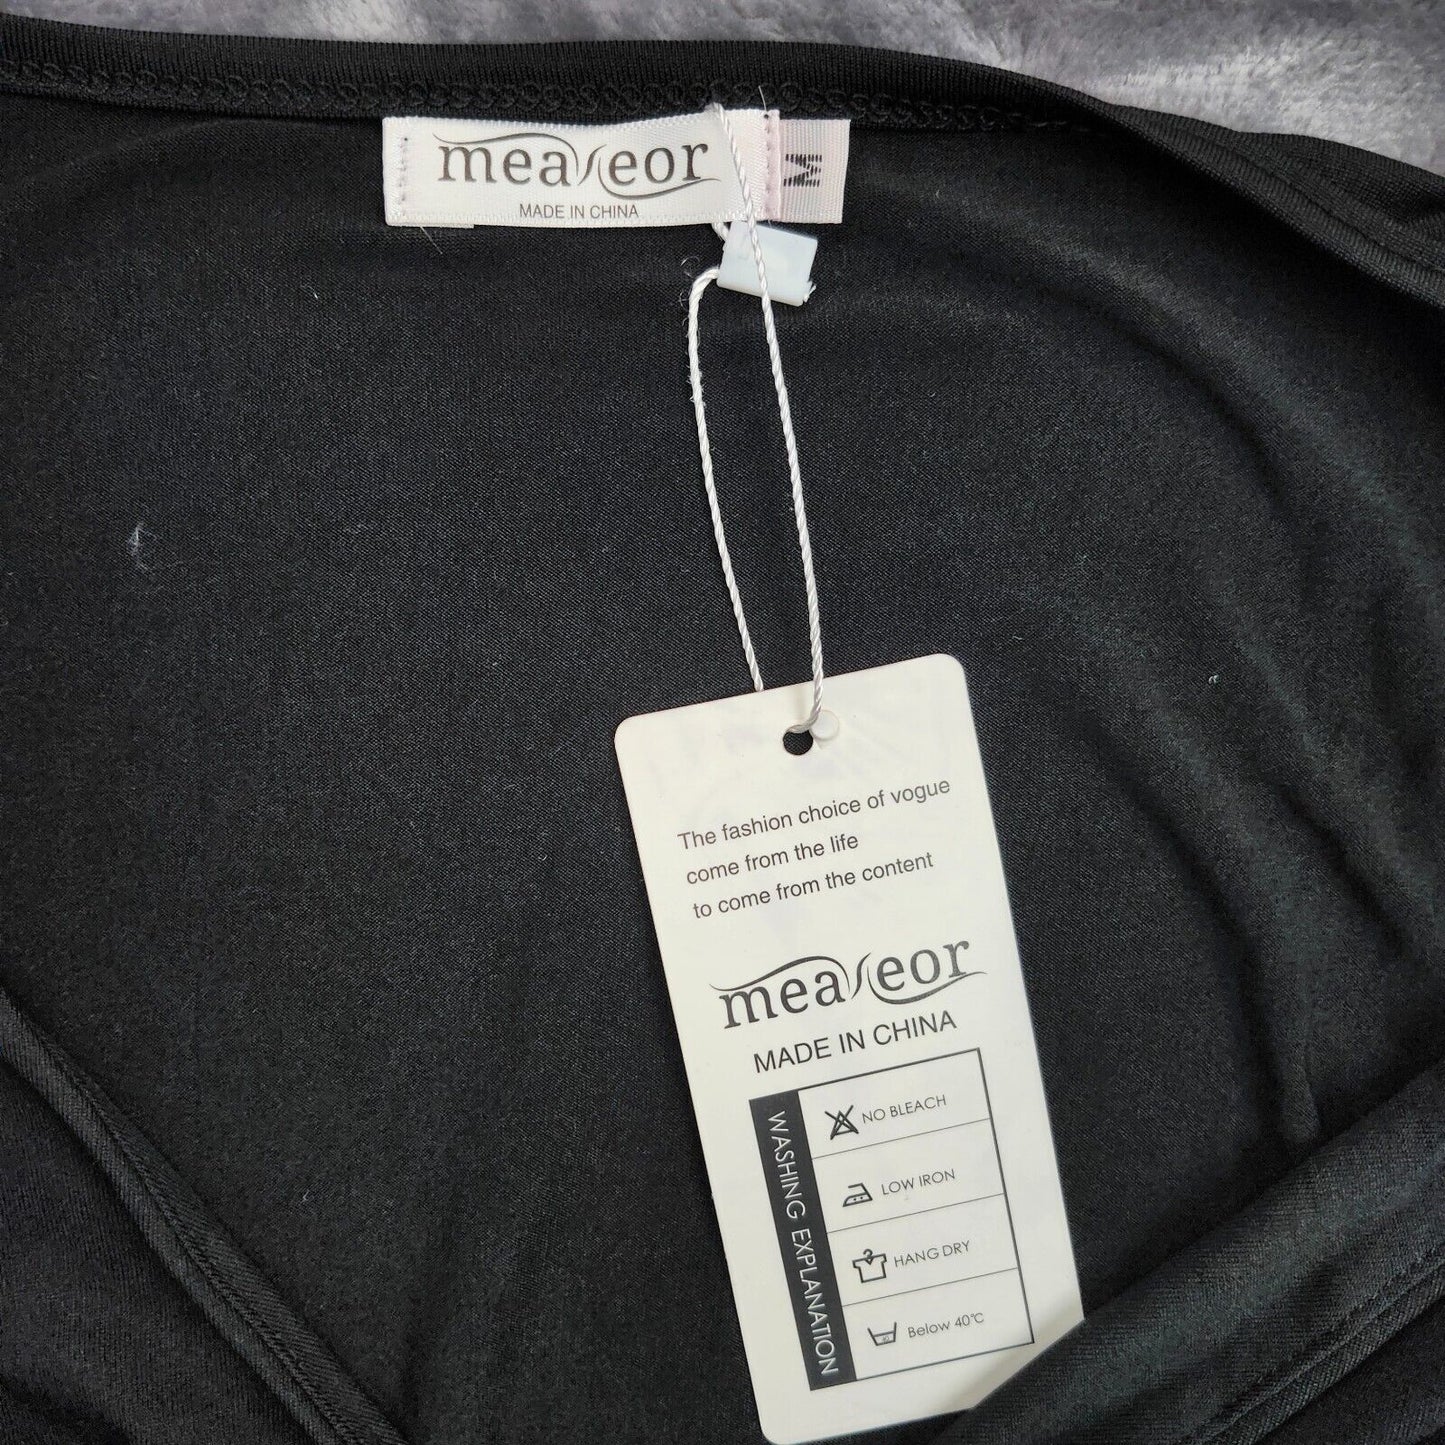 meaneor
MADE IN CHINA
M
The fashion choice of vogue
come from the life
to come from the content
meaneor
MADE IN CHINA
WASHING EXPLANATION
NO BLEACH
LOW IRON
HANG DRY
Below 40°C